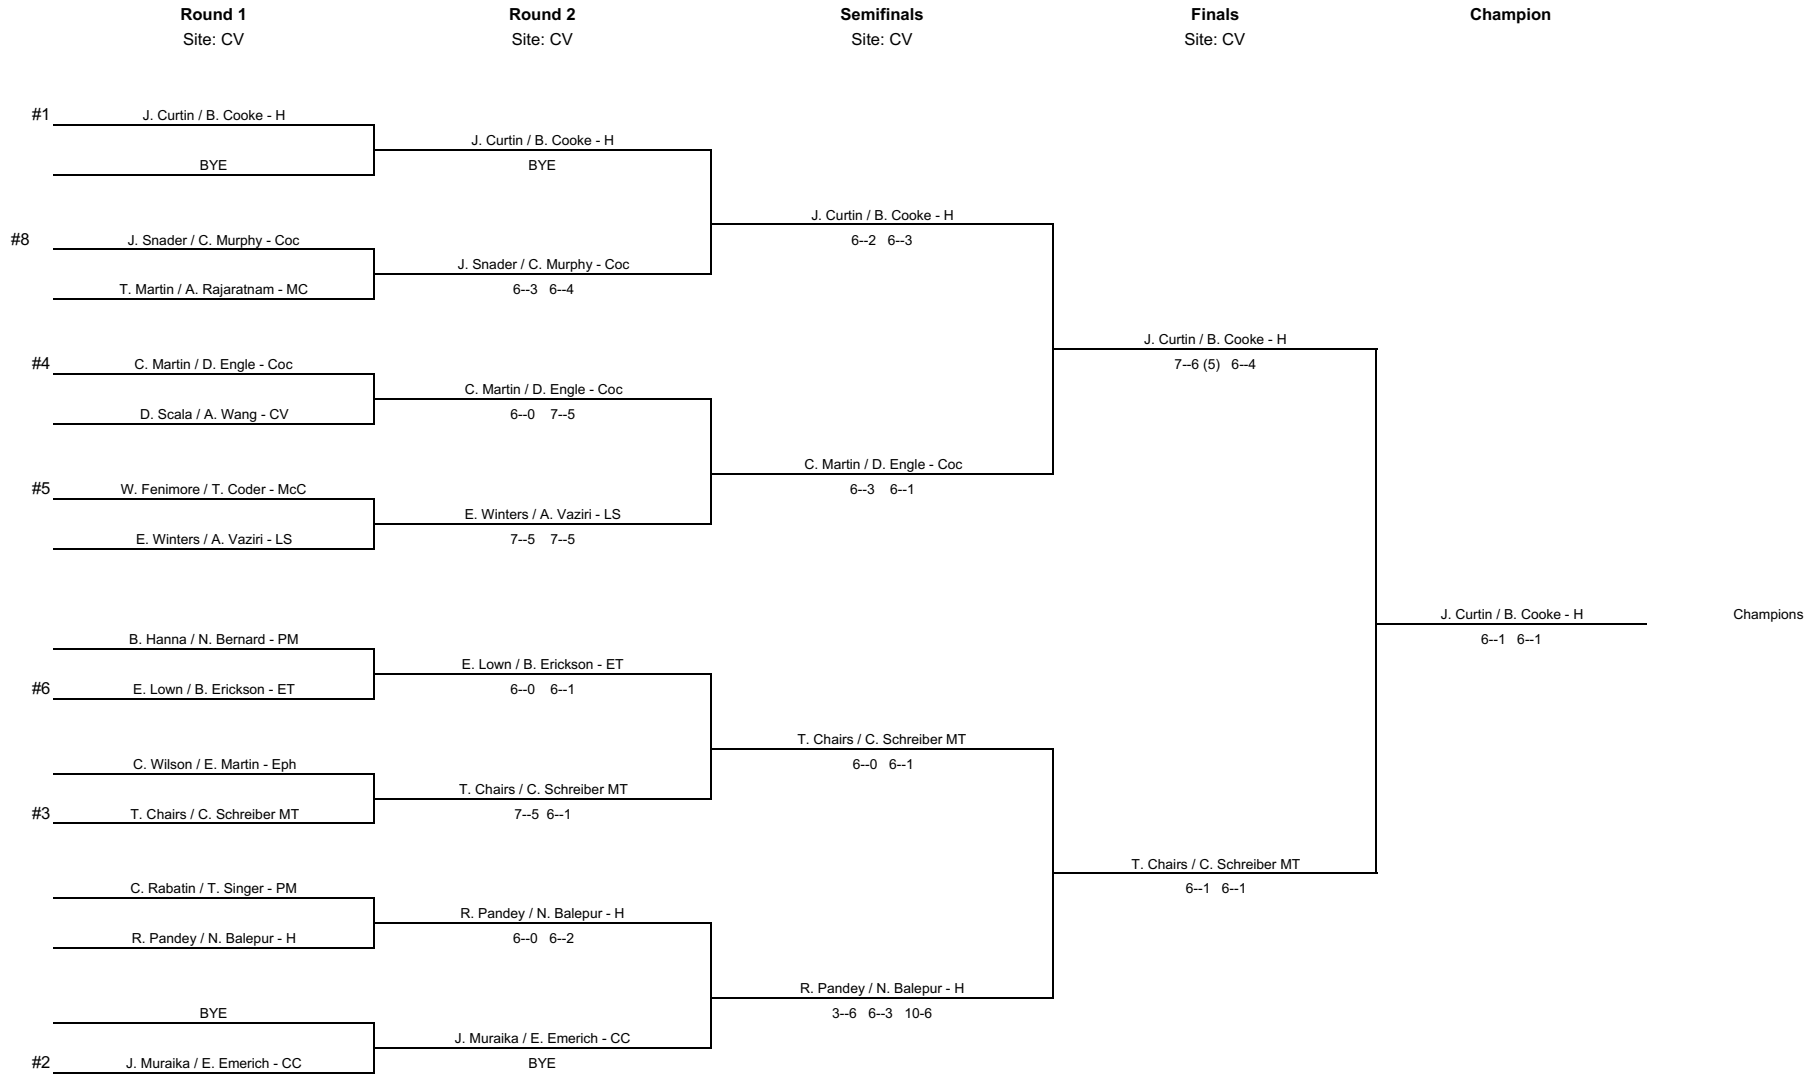 Round 1 Round 2 Semifinals Finals Champion
Site: CV Site: CV Site: CV Site: CV
#1 J. Curtin / B. Cooke - H
J. Curtin / B. Cooke - H
BYE BYE
J. Curtin / B. Cooke - H
#8 J. Snader / C. Murphy - Coc 6--2 6--3
J. Snader / C. Murphy - Coc
T. Martin / A. Rajaratnam - MC 6--3 6--4
J. Curtin / B. Cooke - H
#4 C. Martin / D. Engle - Coc 7--6 (5) 6--4
C. Martin / D. Engle - Coc
D. Scala / A. Wang - CV 6--0 7--5
C. Martin / D. Engle - Coc
#5 W. Fenimore / T. Coder - McC 6--3 6--1
E. Winters / A. Vaziri - LS
E. Winters / A. Vaziri - LS 7--5 7--5
J. Curtin / B. Cooke - H Champions
B. Hanna / N. Bernard - PM 6--1 6--1
E. Lown / B. Erickson - ET
#6 E. Lown / B. Erickson - ET 6--0 6--1
T. Chairs / C. Schreiber MT
C. Wilson / E. Martin - Eph 6--0 6--1
T. Chairs / C. Schreiber MT
#3 T. Chairs / C. Schreiber MT 7--5 6--1
T. Chairs / C. Schreiber MT
C. Rabatin / T. Singer - PM 6--1 6--1
R. Pandey / N. Balepur - H
R. Pandey / N. Balepur - H 6--0 6--2
R. Pandey / N. Balepur - H
BYE 3--6 6--3 10-6
J. Muraika / E. Emerich - CC
#2 J. Muraika / E. Emerich - CC BYE